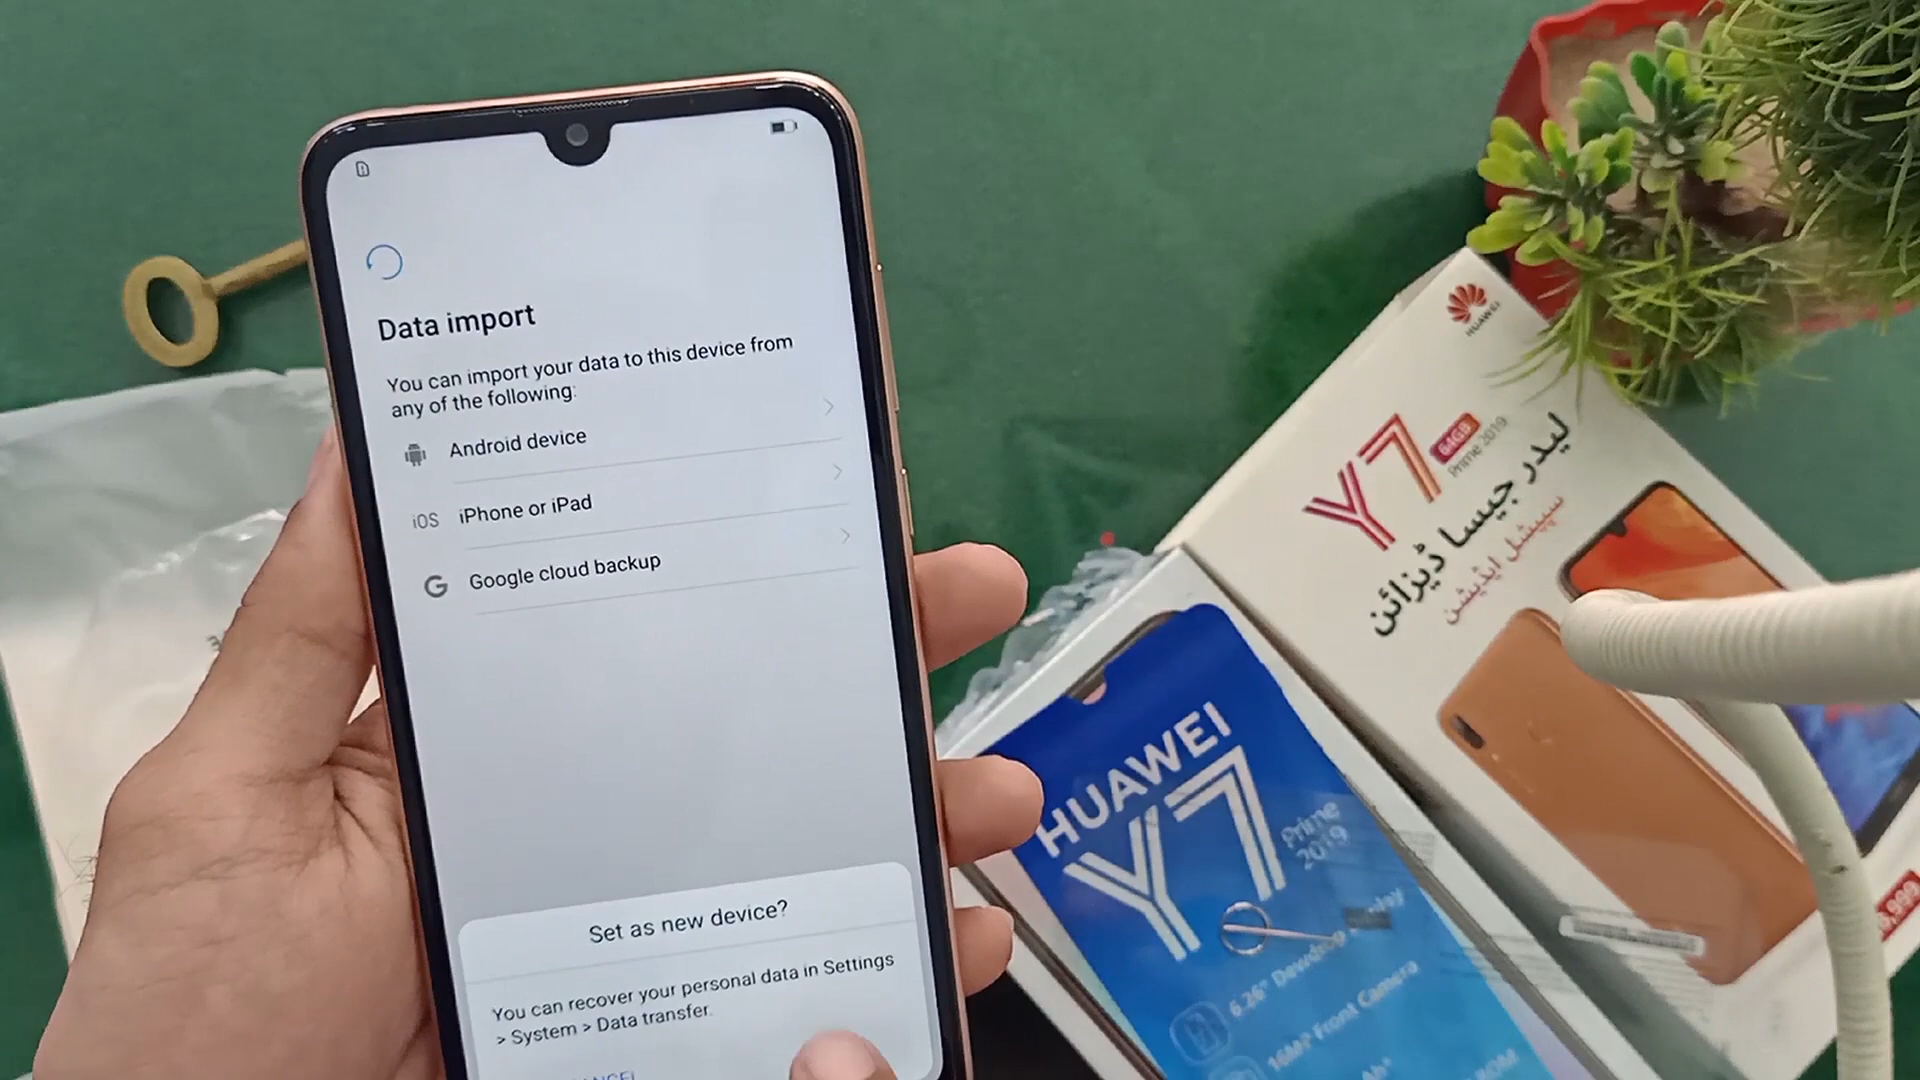 Data import
You can import your data to this device from
any of the following:
Android device
iOS iPhone or iPad
G Google cloud backup
Set as new device?
You can recover your personal data in Settings
> System > Data transfer.
HUAWEI
Y7
64GB
Prime 2019
لیدر جیسا ڈیزائن
سپیشل ایڈیشن
HUAWEI
Y7
Prime
2019
6.26" Dewdrop
16MP Front Camera